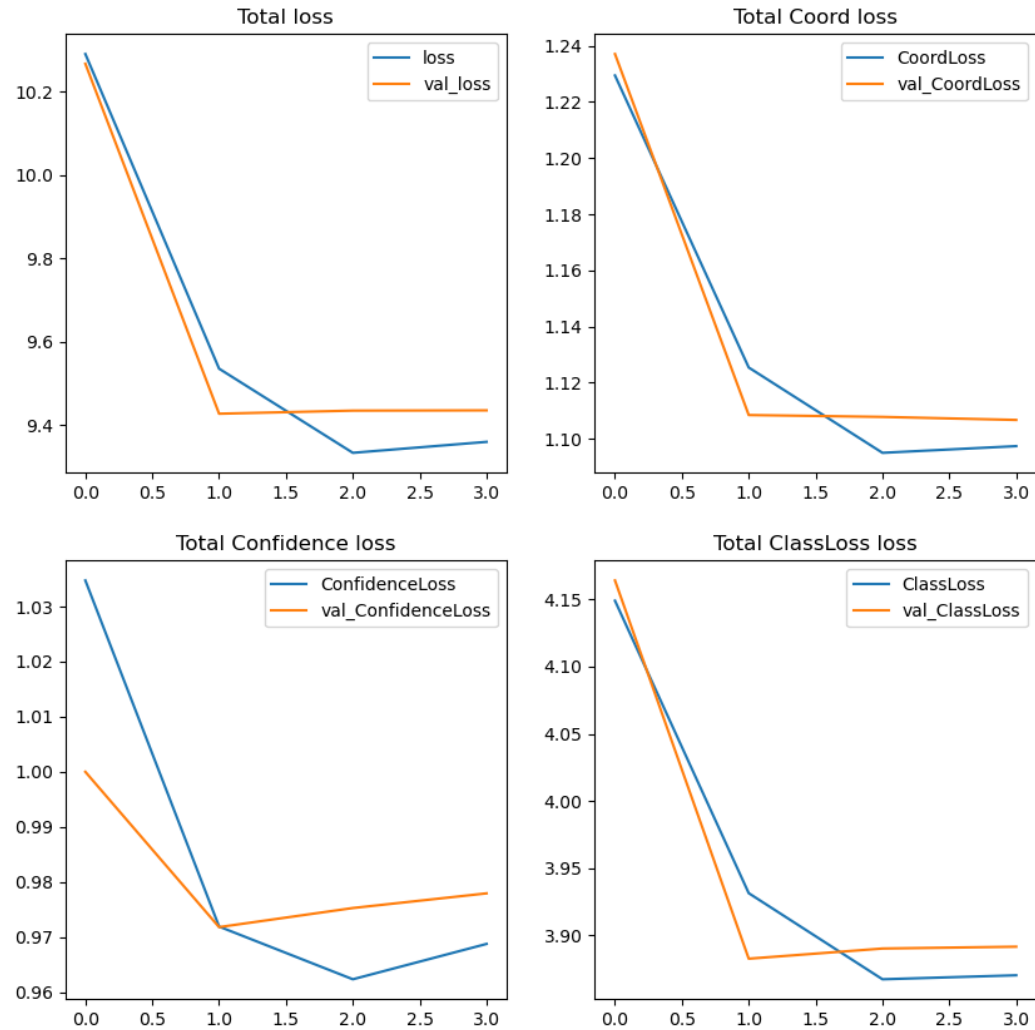 Total loss
loss
val_loss
10.2
10.0
9.8
9.6
9.4
0.0 0.5 1.0 1.5 2.0 2.5 3.0
Total Coord loss
CoordLoss
val_CoordLoss
1.24
1.22
1.20
1.18
1.16
1.14
1.12
1.10
0.0 0.5 1.0 1.5 2.0 2.5 3.0
Total Confidence loss
ConfidenceLoss
val_ConfidenceLoss
1.03
1.02
1.01
1.00
0.99
0.98
0.97
0.96
0.0 0.5 1.0 1.5 2.0 2.5 3.0
Total ClassLoss loss
ClassLoss
val_ClassLoss
4.15
4.10
4.05
4.00
3.95
3.90
0.0 0.5 1.0 1.5 2.0 2.5 3.0